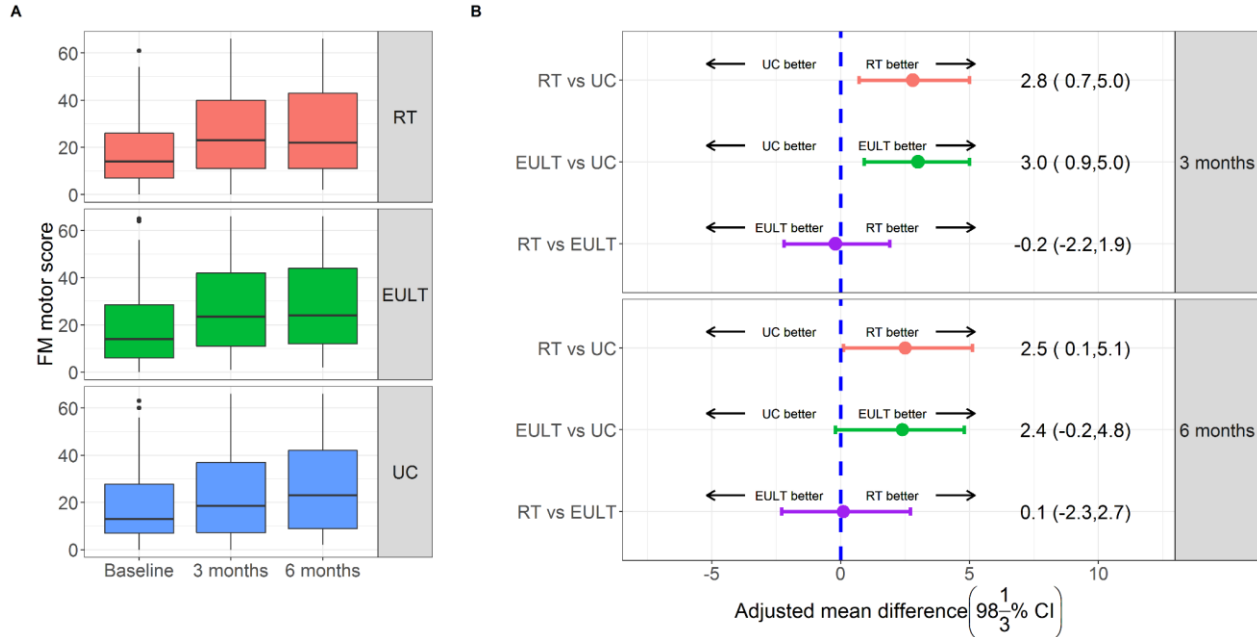 A
FM motor score
60
40
20
0
RT
60
40
20
0
EULT
60
40
20
0
UC
Baseline 3 months 6 months
B
UC better RT better
RT vs UC 2.8 ( 0.7,5.0)
UC better EULT better
EULT vs UC 3.0 ( 0.9,5.0)
EULT better RT better
RT vs EULT -0.2 (-2.2,1.9)
3 months
UC better RT better
RT vs UC 2.5 ( 0.1,5.1)
UC better EULT better
EULT vs UC 2.4 (-0.2,4.8)
EULT better RT better
RT vs EULT 0.1 (-2.3,2.7)
6 months
-5 0 5 10
Adjusted mean difference(98 1/3% CI)